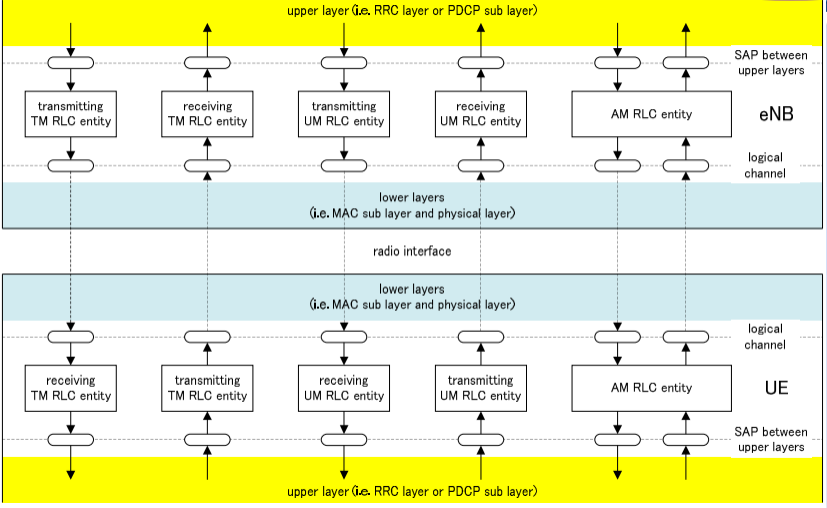 upper layer (i.e. RRC layer or PDCP sub layer)
SAP between
upper layers
transmitting
TM RLC entity
receiving
TM RLC entity
transmitting
UM RLC entity
receiving
UM RLC entity
AM RLC entity
eNB
logical
channel
lower layers
(i.e. MAC sub layer and physical layer)
radio interface
lower layers
(i.e. MAC sub layer and physical layer)
logical
channel
receiving
TM RLC entity
transmitting
TM RLC entity
receiving
UM RLC entity
transmitting
UM RLC entity
AM RLC entity
UE
SAP between
upper layers
upper layer (i.e. RRC layer or PDCP sub layer)